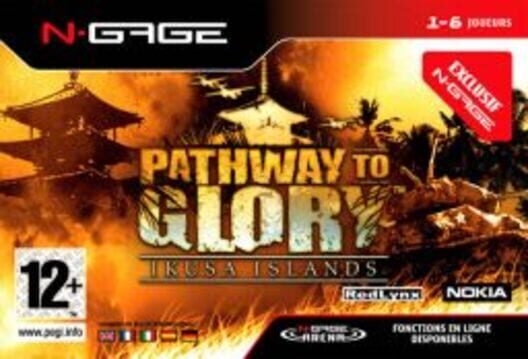 N·GAGE
1-6 JOUEURS
EXCLUSIF
N·GAGE
PATHWAY TO
GLORY
IKUSA ISLANDS
12+
www.pegi.info
RedLynx
NOKIA
N·GAGE
ARENA
FONCTIONS EN LIGNE
DISPONIBLES